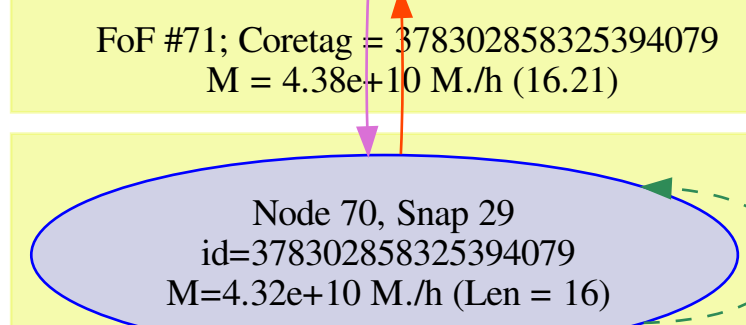 FoF #71; Coretag = 378302858325394079
M = 4.38e+10 M./h (16.21)
Node 70, Snap 29
id=378302858325394079
M=4.32e+10 M./h (Len = 16)